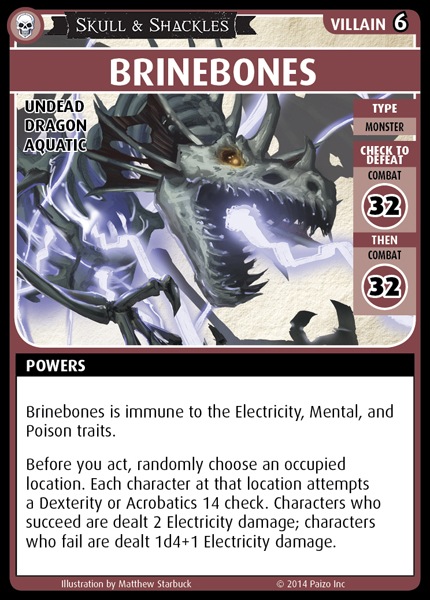 SKULL & SHACKLES
VILLAIN 6
BRINEBONES
UNDEAD
DRAGON
AQUATIC
TYPE
MONSTER
CHECK TO
DEFEAT
COMBAT
32
THEN
COMBAT
32
POWERS
Brinebones is immune to the Electricity, Mental, and
Poison traits.
Before you act, randomly choose an occupied
location. Each character at that location attempts
a Dexterity or Acrobatics 14 check. Characters who
succeed are dealt 2 Electricity damage; characters
who fail are dealt 1d4+1 Electricity damage.
Illustration by Matthew Starbuck
© 2014 Paizo Inc